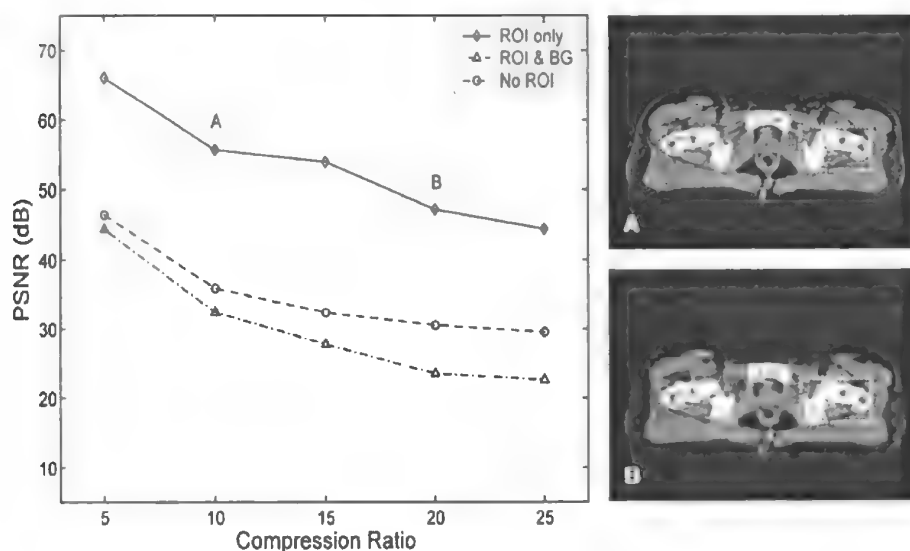 70
60
50
40
30
20
10
PSNR (dB)
5 10 15 20 25
Compression Ratio
ROI only
ROI & BG
No ROI
A
B
A
B